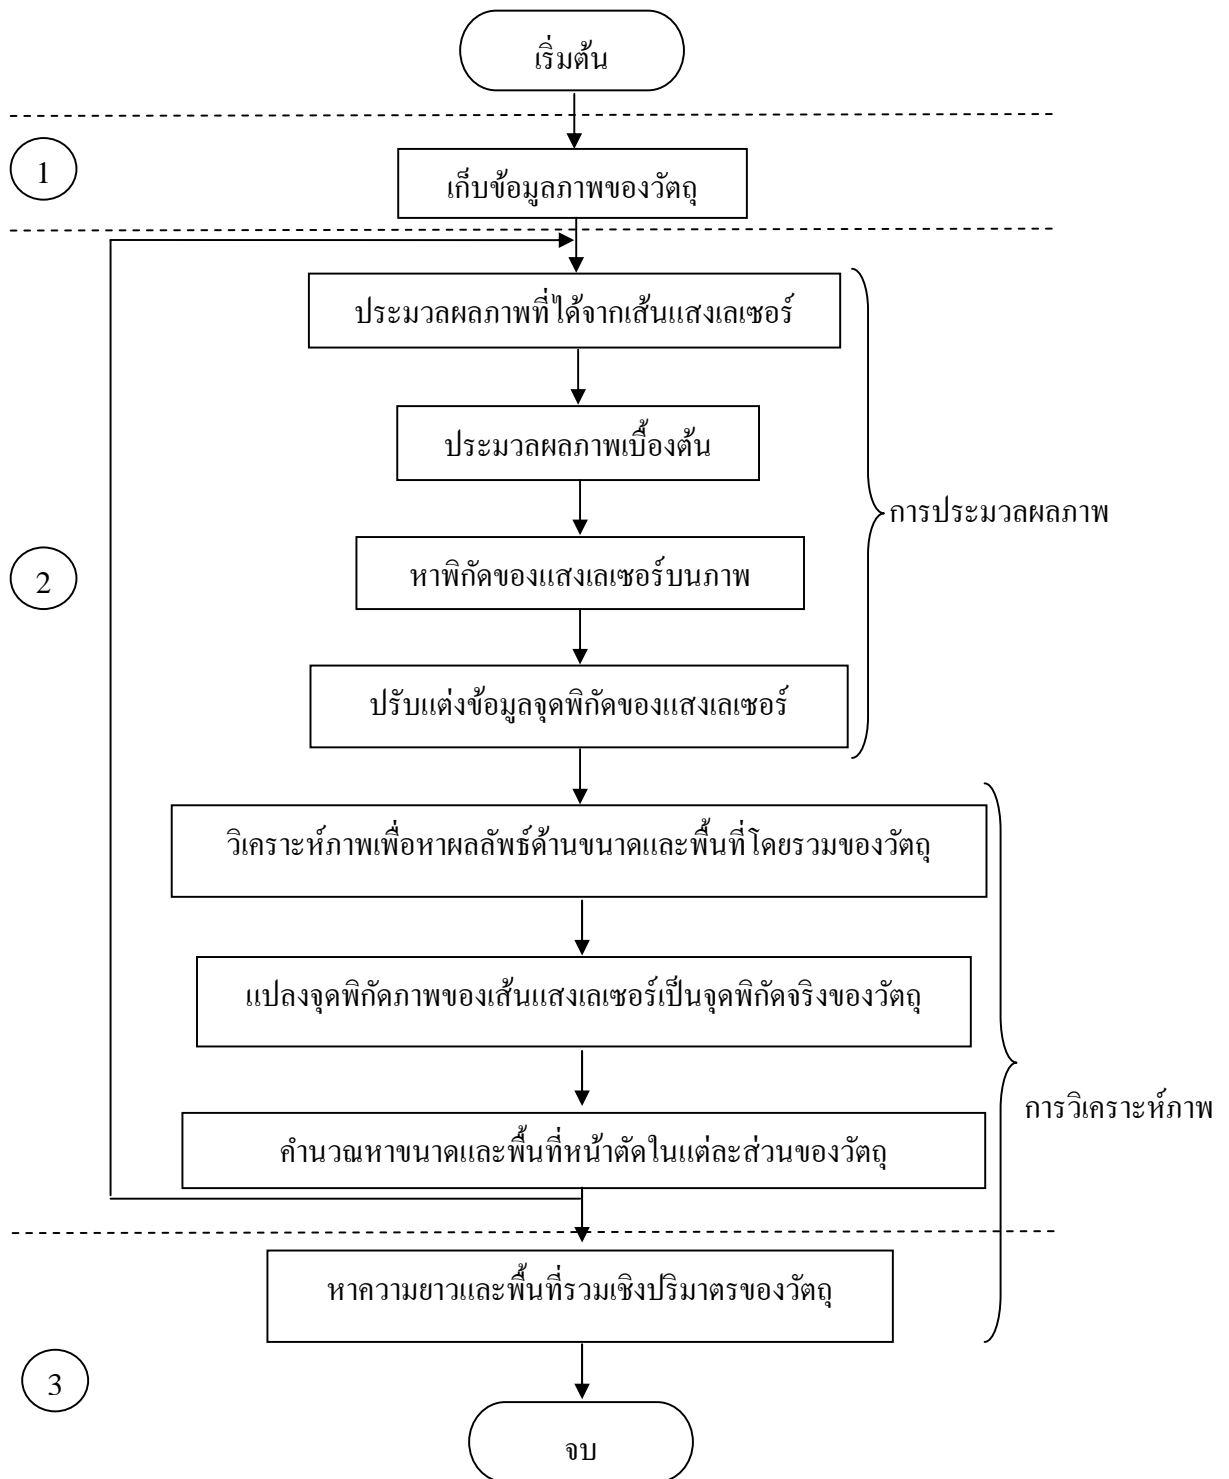 เริ่มต้น
1
เก็บข้อมูลภาพของวัตถุ
ประมวลผลภาพที่ได้จากเส้นแสงเลเซอร์
ประมวลผลภาพเบื้องต้น
การประมวลผลภาพ
2
หาพิกัดของแสงเลเซอร์บนภาพ
ปรับแต่งข้อมูลจุดพิกัดของแสงเลเซอร์
วิเคราะห์ภาพเพื่อหาผลลัพธ์ด้านขนาดและพื้นที่โดยรวมของวัตถุ
แปลงจุดพิกัดภาพของเส้นแสงเลเซอร์เป็นจุดพิกัดจริงของวัตถุ
การวิเคราะห์ภาพ
คำนวณหาขนาดและพื้นที่หน้าตัดในแต่ละส่วนของวัตถุ
หาความยาวและพื้นที่รวมเชิงปริมาตรของวัตถุ
3
จบ